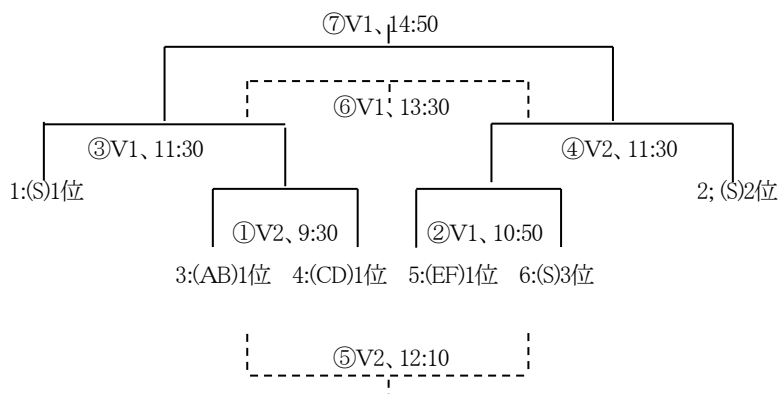 ⑦V1、14:50
⑥V1、13:30
③V1、11:30
④V2、11:30
1:(S)1位
2; (S)2位
①V2、9:30
②V1、10:50
3:(AB)1位 4:(CD)1位 5:(EF)1位 6:(S)3位
⑤V2、12:10